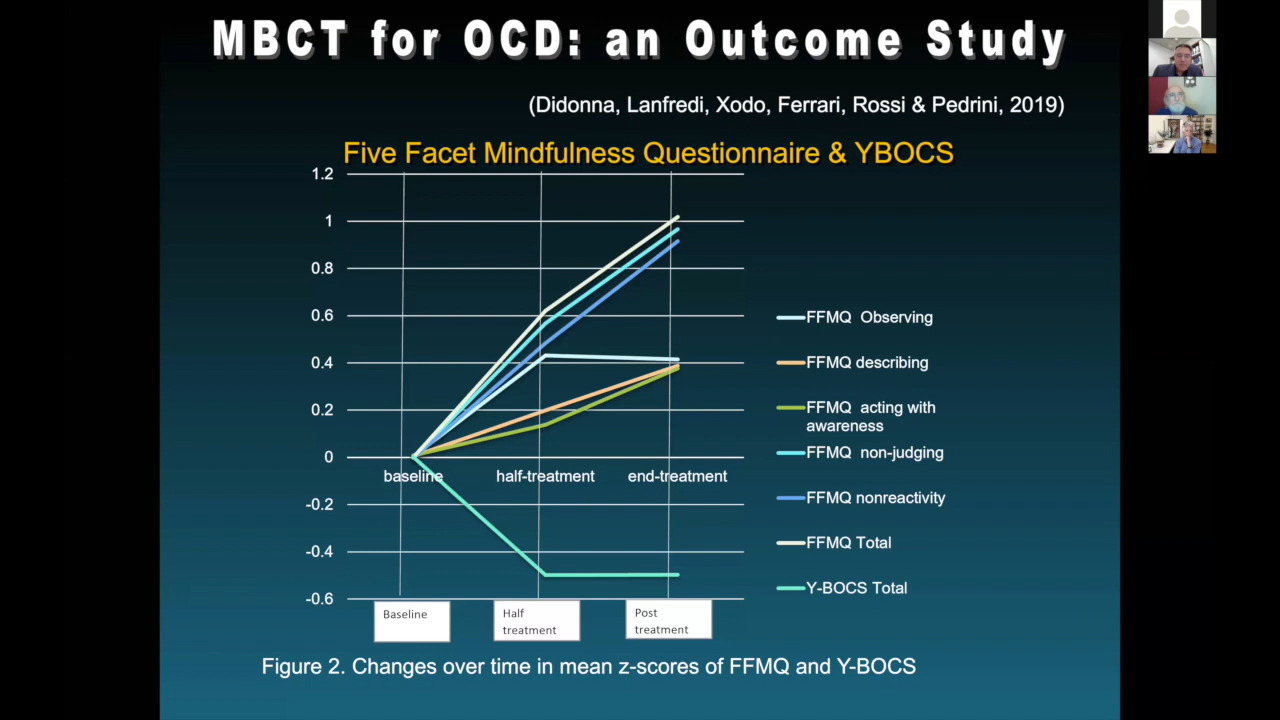 MBCT for OCD: an Outcome Study
(Didonna, Lanfredi, Xodo, Ferrari, Rossi & Pedrini, 2019)
Five Facet Mindfulness Questionnaire & YBOCS
1.2
1
0.8
0.6
0.4
0.2
0
-0.2
-0.4
-0.6
baseline half-treatment end-treatment
FFMQ Observing
FFMQ describing
FFMQ acting with
awareness
FFMQ non-judging
FFMQ nonreactivity
FFMQ Total
Y-BOCS Total
Baseline
Half
treatment
Post
treatment
Figure 2. Changes over time in mean z-scores of FFMQ and Y-BOCS